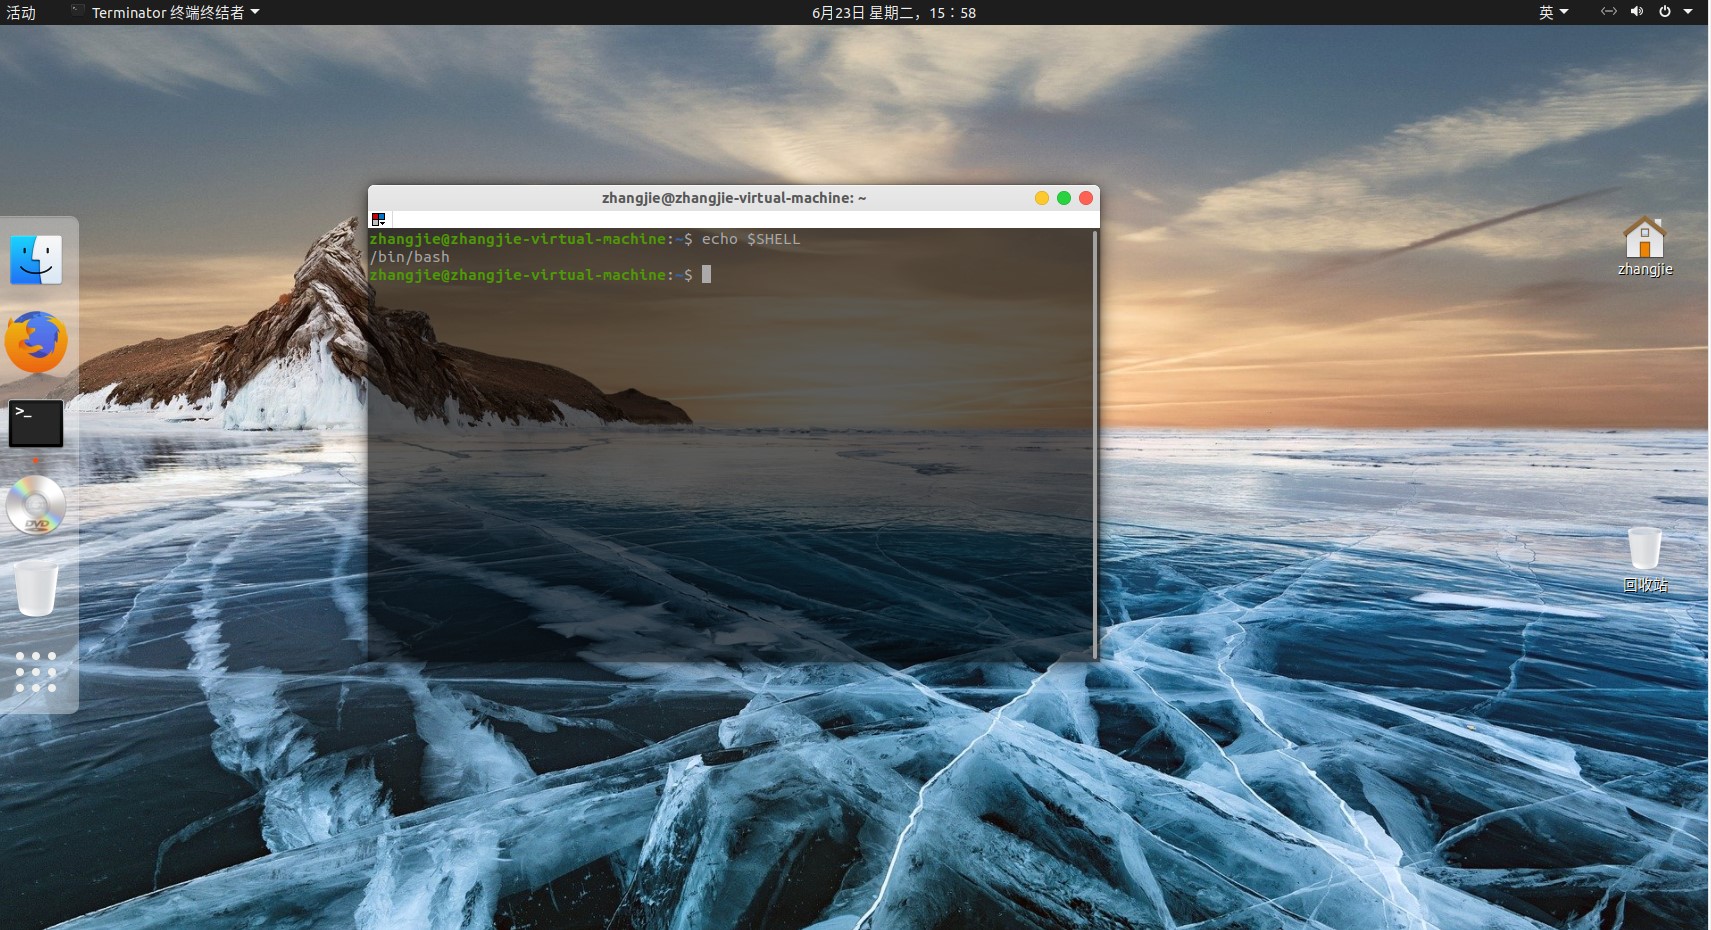 活动 Terminator 终端终结者 6月23日 星期二，15∶58 英
zhangjie@zhangjie-virtual-machine: ~
zhangjie@zhangjie-virtual-machine:~$ echo $SHELL
/bin/bash
zhangjie@zhangjie-virtual-machine:~$
zhangjie
>_
DVD
回收站